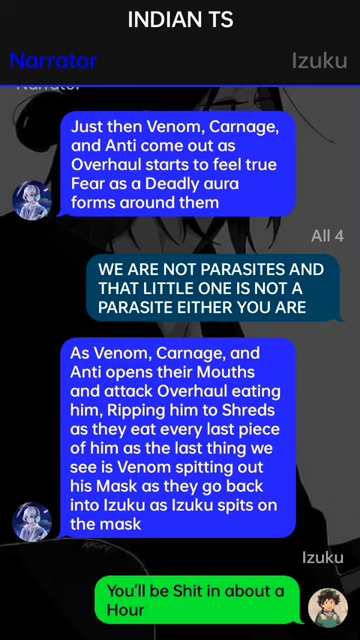 INDIAN TS
Narrator
Izuku
Narrator
Just then Venom, Carnage,
and Anti come out as
Overhaul starts to feel true
Fear as a Deadly aura
forms around them
All 4
WE ARE NOT PARASITES AND
THAT LITTLE ONE IS NOT A
PARASITE EITHER YOU ARE
As Venom, Carnage, and
Anti opens their Mouths
and attack Overhaul eating
him, Ripping him to Shreds
as they eat every last piece
of him as the last thing we
see is Venom spitting out
his Mask as they go back
into Izuku as Izuku spits on
the mask
Izuku
You'll be Shit in about a
Hour